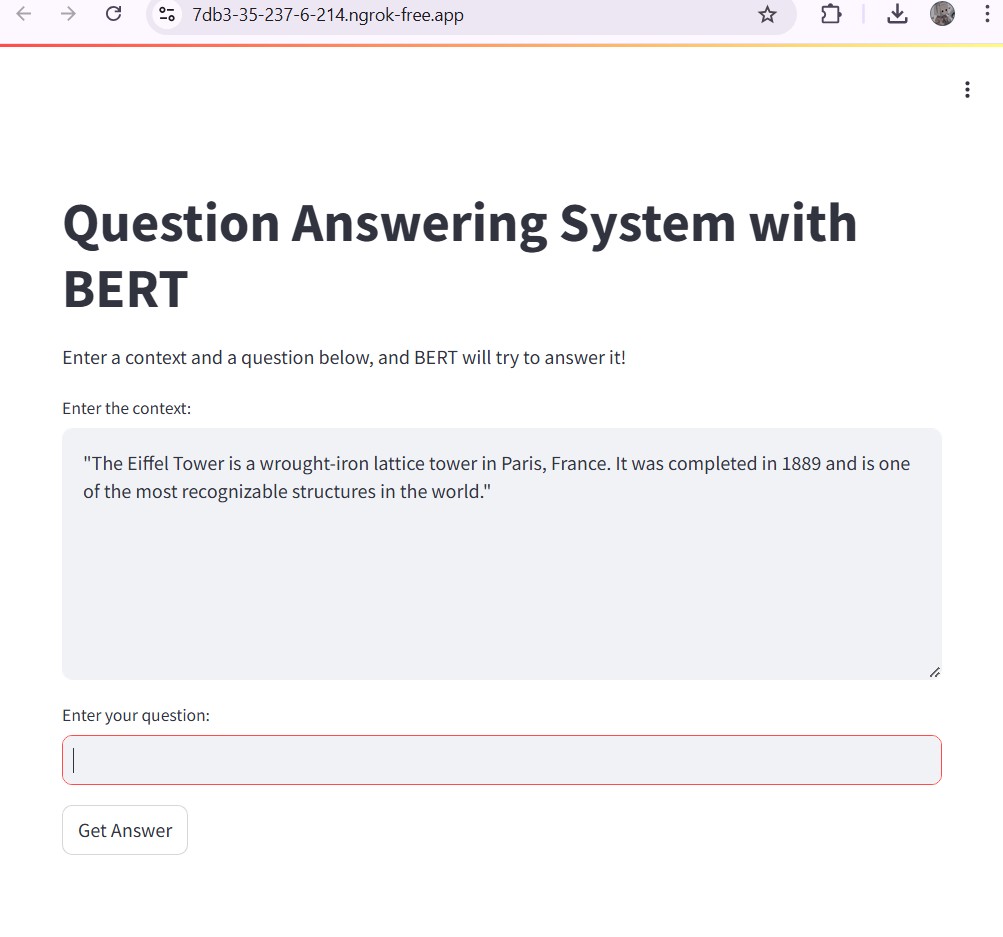 7db3-35-237-6-214.ngrok-free.app
Question Answering System with
BERT
Enter a context and a question below, and BERT will try to answer it!
Enter the context:
"The Eiffel Tower is a wrought-iron lattice tower in Paris, France. It was completed in 1889 and is one
of the most recognizable structures in the world."
Enter your question:
Get Answer